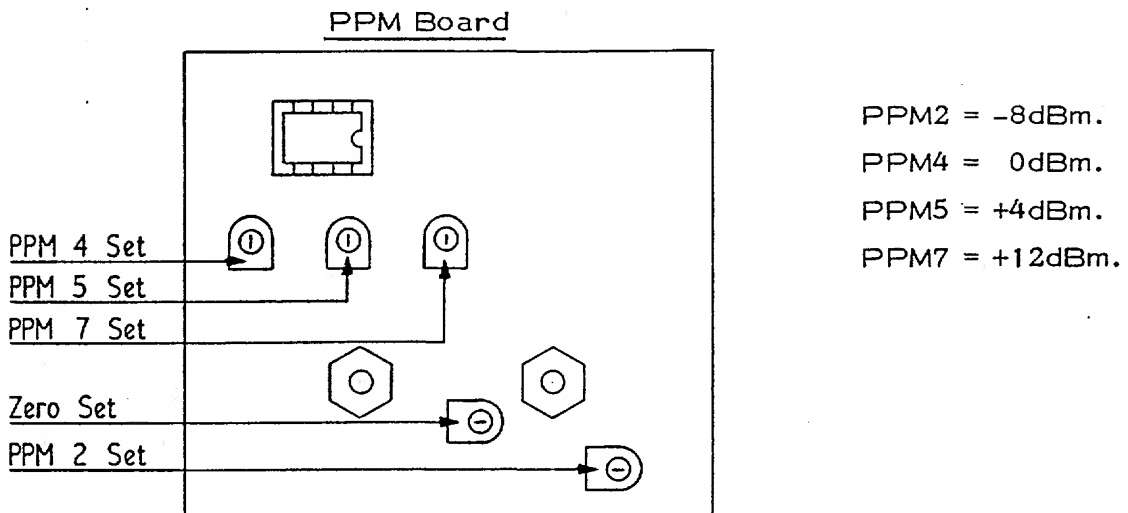 PPM Board
PPM2 = -8dBm.
PPM4 = 0dBm.
PPM5 = +4dBm.
PPM7 = +12dBm.
PPM 4 Set
PPM 5 Set
PPM 7 Set
Zero Set
PPM 2 Set